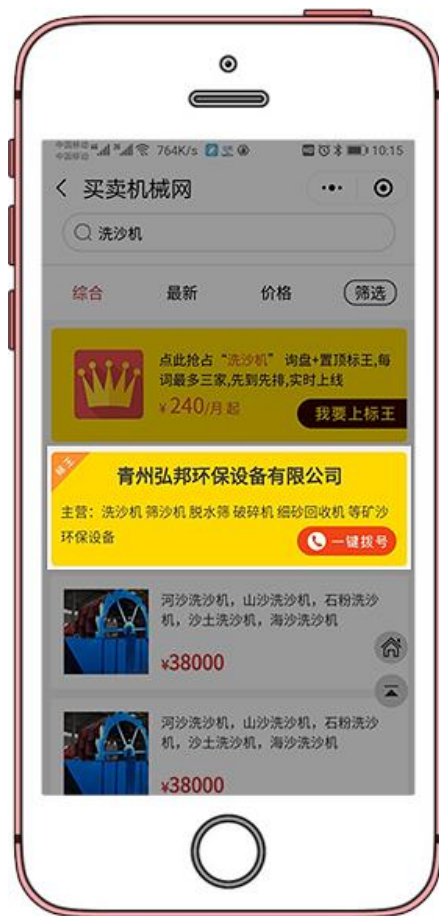 中国移动 764K/s 10:15
中国移动
买卖机械网
洗沙机
综合 最新 价格 筛选
点此抢占“洗沙机” 询盘+置顶标王,每
词最多三家,先到先排,实时上线
¥240/月起
我要上标王
标王
青州弘邦环保设备有限公司
主营：洗沙机 筛沙机 脱水筛 破碎机 细砂回收机 等矿沙
环保设备
一键拨号
河沙洗沙机，山沙洗沙机，石粉洗沙
机，沙土洗沙机，海沙洗沙机
¥38000
河沙洗沙机，山沙洗沙机，石粉洗沙
机，沙土洗沙机，海沙洗沙机
¥38000